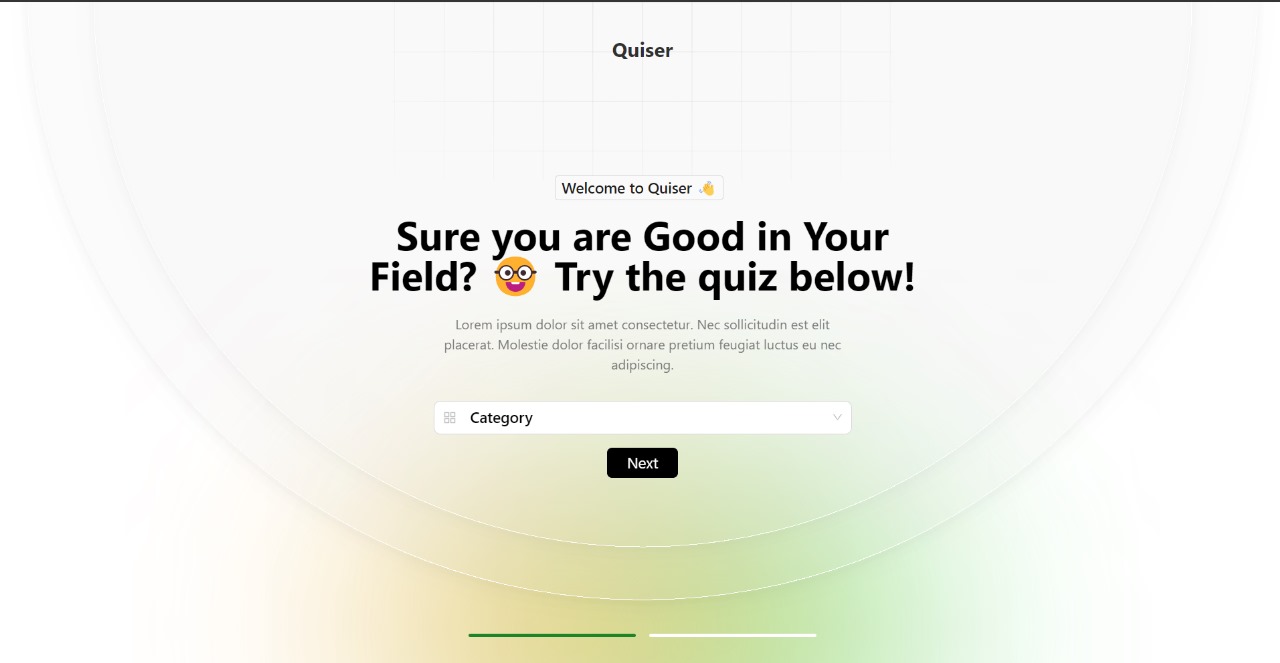 Quiser
Welcome to Quiser 👋
Sure you are Good in Your
Field? 🤓 Try the quiz below!
Lorem ipsum dolor sit amet consectetur. Nec sollicitudin est elit
placerat. Molestie dolor facilisi ornare pretium feugiat luctus eu nec
adipiscing.
Category
Next